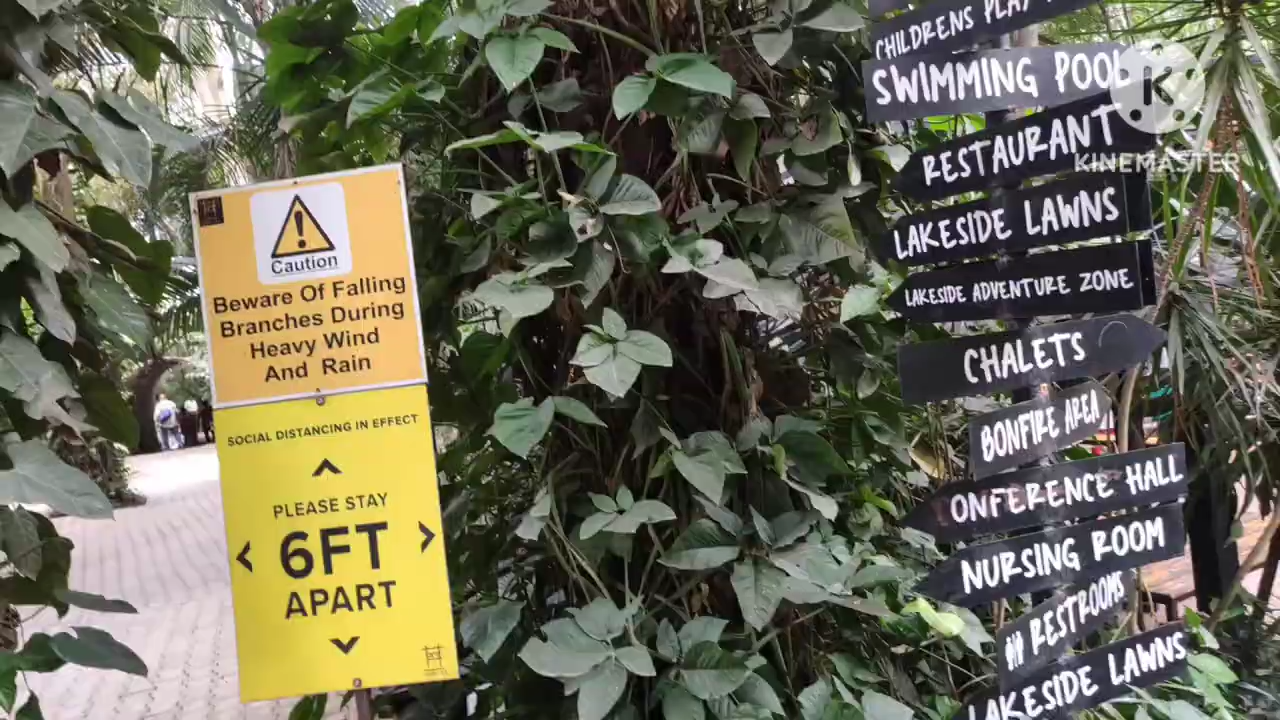 Caution
Beware Of Falling
Branches During
Heavy Wind
And Rain
SOCIAL DISTANCING IN EFFECT
PLEASE STAY
6FT
APART
CHILDRENS PLAY
SWIMMING POOL
RESTAURANT
LAKESIDE LAWNS
LAKESIDE ADVENTURE ZONE
CHALETS
BONFIRE AREA
ONFERENCE HALL
NURSING ROOM
RESTROOMS
LAKESIDE LAWNS
K
KINEMASTER